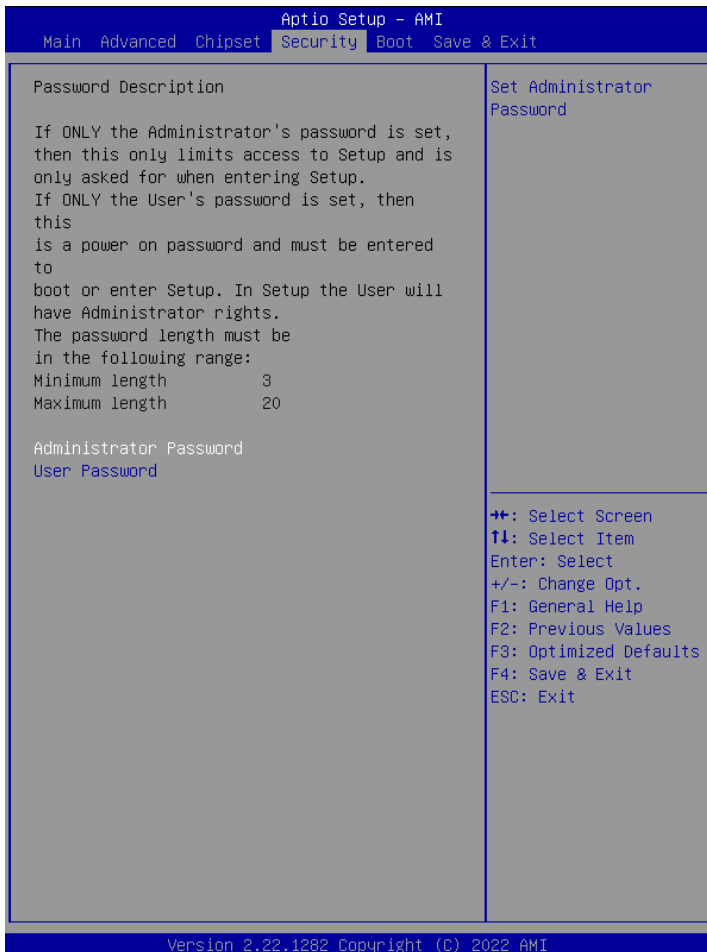 Aptio Setup - AMI
Main Advanced Chipset Security Boot Save & Exit
Password Description
If ONLY the Administrator's password is set,
then this only limits access to Setup and is
only asked for when entering Setup.
If ONLY the User's password is set, then
this
is a power on password and must be entered
to
boot or enter Setup. In Setup the User will
have Administrator rights.
The password length must be
in the following range:
Minimum length 3
Maximum length 20
Administrator Password
User Password
Set Administrator
Password
→←: Select Screen
↑↓: Select Item
Enter: Select
+/-: Change Opt.
F1: General Help
F2: Previous Values
F3: Optimized Defaults
F4: Save & Exit
ESC: Exit
Version 2.22.1282 Copyright (C) 2022 AMI